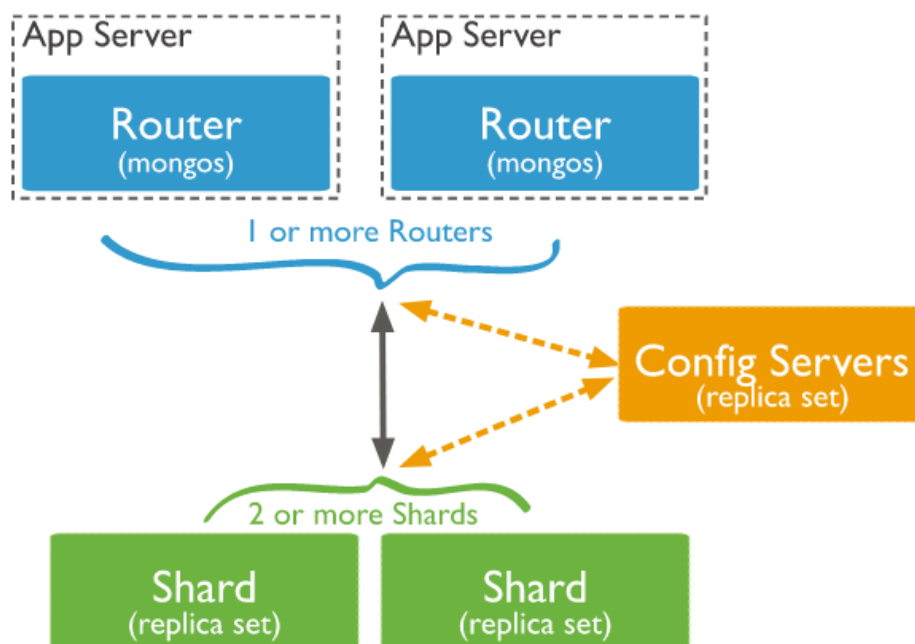 App Server
App Server
Router
(mongos)
Router
(mongos)
1 or more Routers
Config Servers
(replica set)
2 or more Shards
Shard
(replica set)
Shard
(replica set)